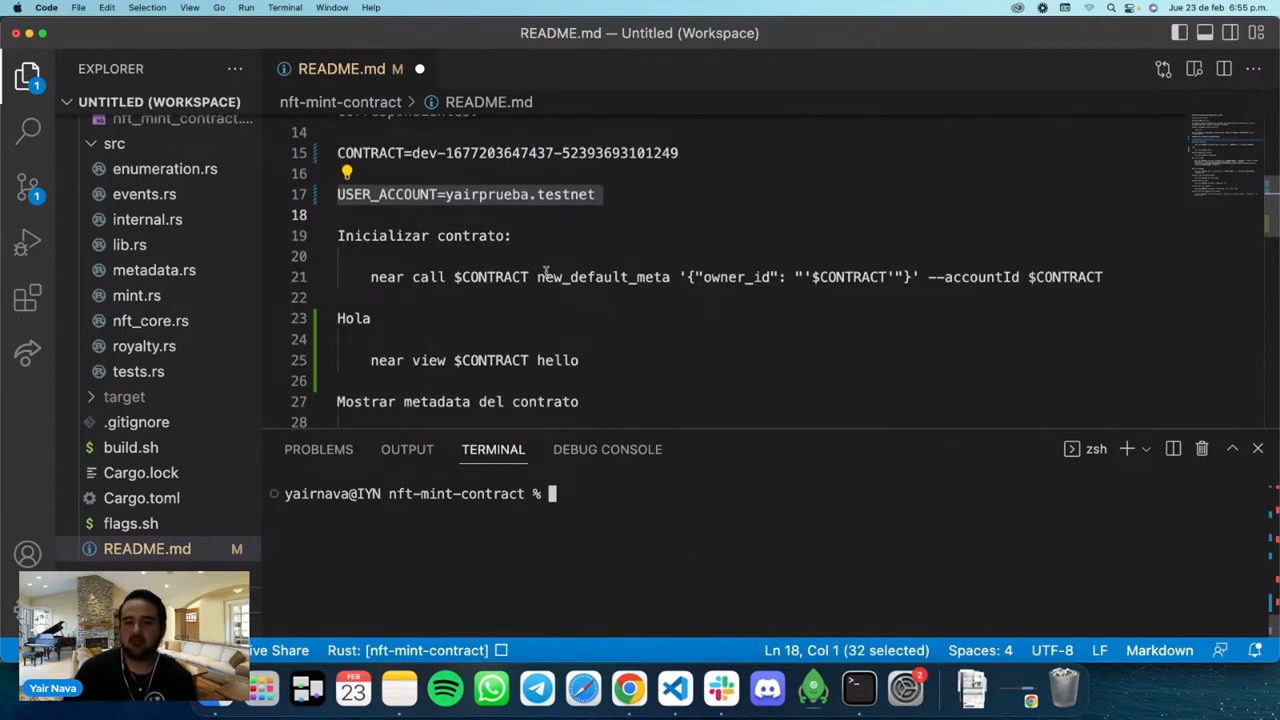 Code File Edit Selection View Go Run Terminal Window Help Jue 23 de feb 6:55 p.m.
README.md — Untitled (Workspace)
EXPLORER
README.md M
UNTITLED (WORKSPACE)
nft-mint-contract > README.md
nft_mint_contract....
src
enumeration.rs
events.rs
internal.rs
lib.rs
metadata.rs
mint.rs
nft_core.rs
royalty.rs
tests.rs
target
.gitignore
build.sh
Cargo.lock
Cargo.toml
flags.sh
README.md M
14
15 CONTRACT=dev-1677203747437-52393693101249
16
17 USER_ACCOUNT=yairprueba.testnet
18
19 Inicializar contrato:
20
21 near call $CONTRACT new_default_meta '{"owner_id": "'$CONTRACT'"}' --accountId $CONTRACT
22
23 Hola
24
25 near view $CONTRACT hello
26
27 Mostrar metadata del contrato
28
PROBLEMS OUTPUT TERMINAL DEBUG CONSOLE
zsh
yairnava@IYN nft-mint-contract %
Yair Nava
ve Share Rust: [nft-mint-contract] Ln 18, Col 1 (32 selected) Spaces: 4 UTF-8 LF Markdown
FEB
23
2
1
1